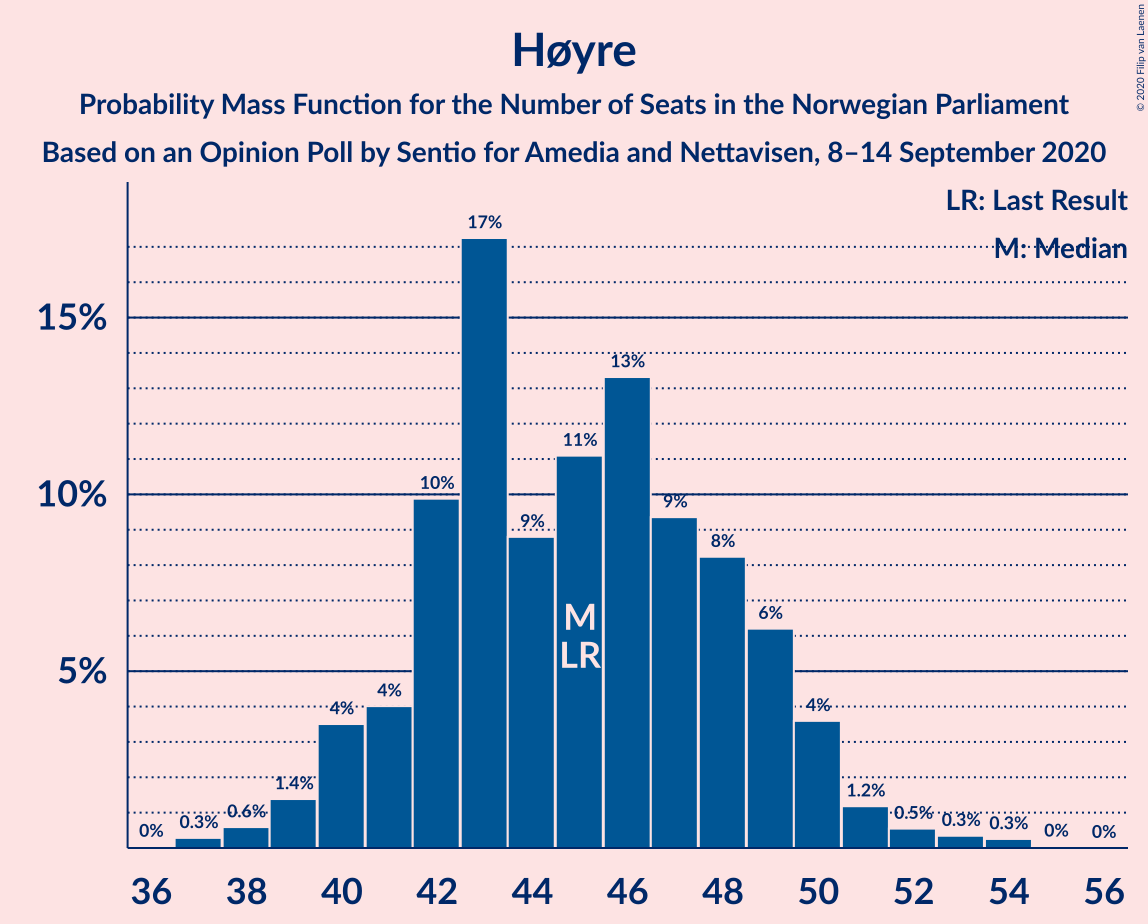 Høyre
Probability Mass Function for the Number of Seats in the Norwegian Parliament
Based on an Opinion Poll by Sentio for Amedia and Nettavisen, 8–14 September 2020
© 2020 Filip van Laenen
LR: Last Result
M: Median
15%
10%
5%
0%
0.3%
0.6%
1.4%
4%
4%
10%
17%
9%
11%
13%
9%
8%
6%
4%
1.2%
0.5%
0.3%
0.3%
0%
0%
M
LR
36 38 40 42 44 46 48 50 52 54 56